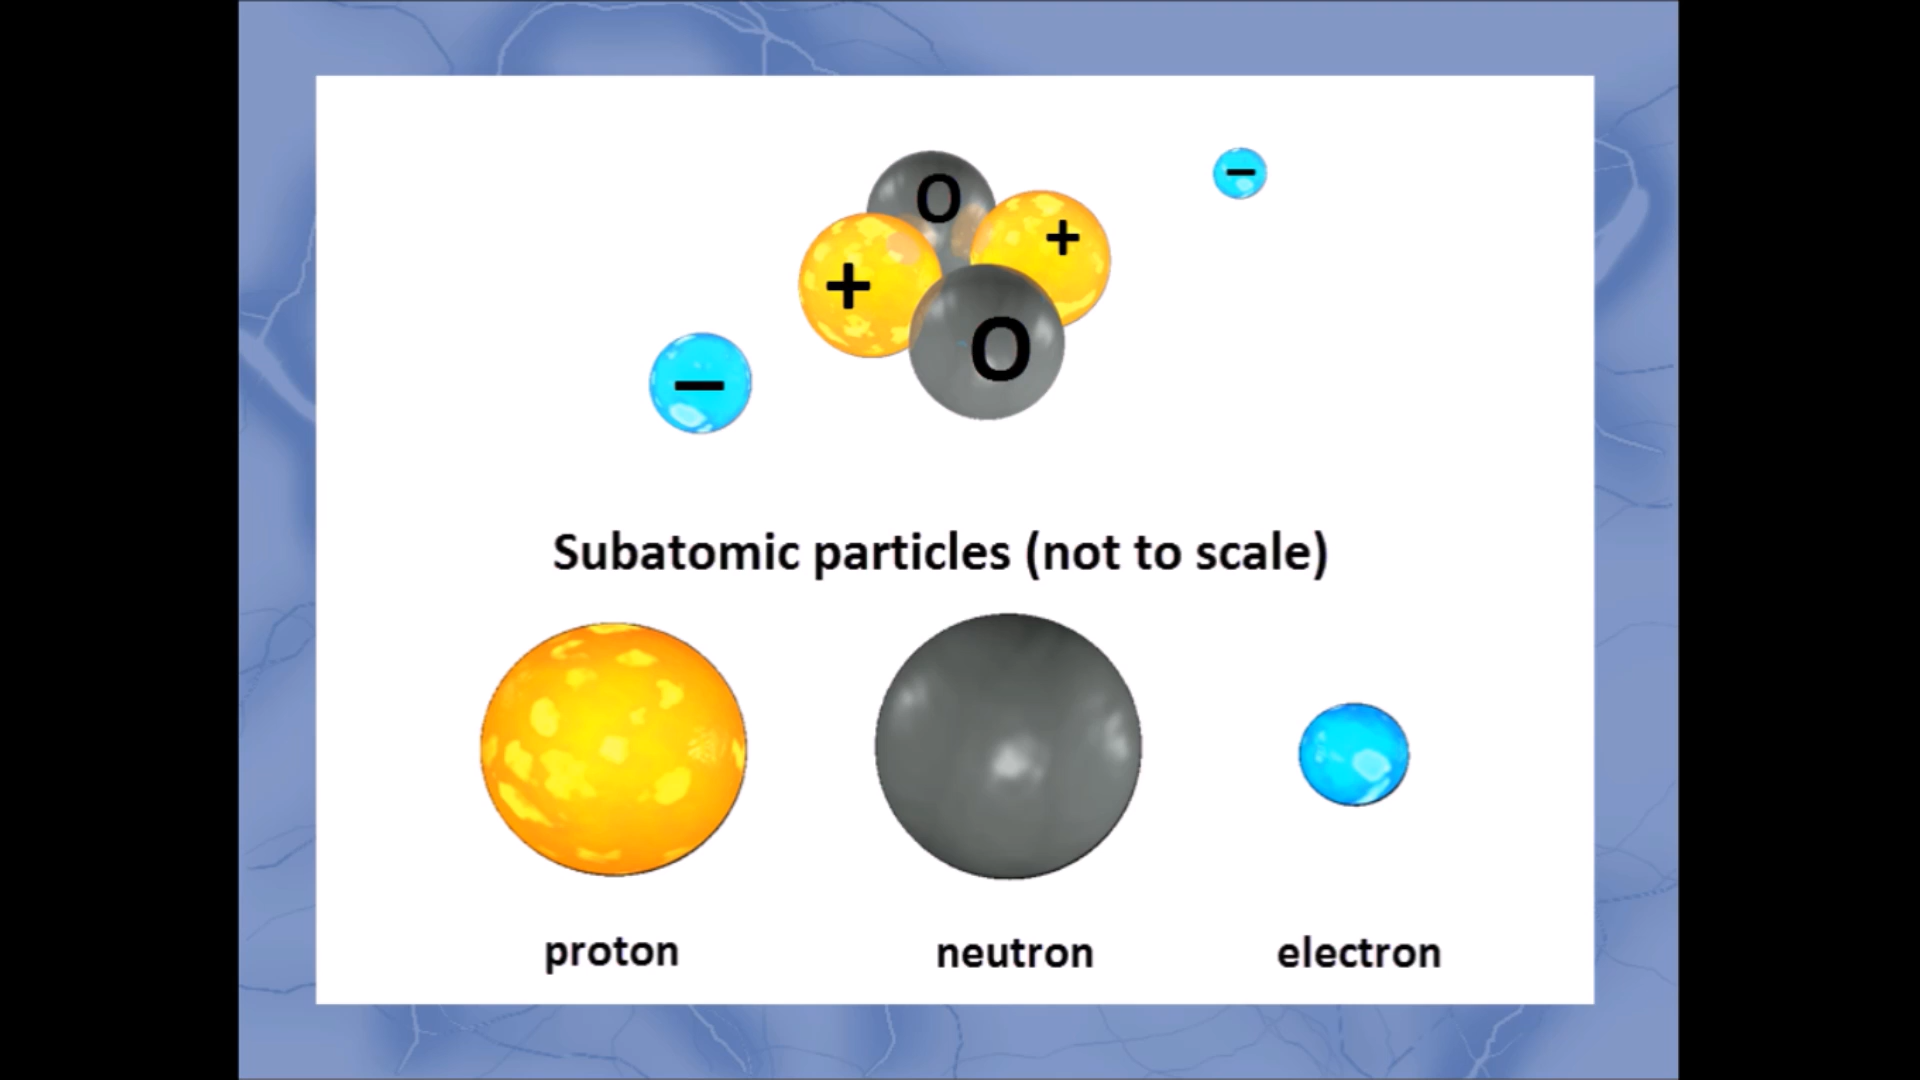 O
+
+
O
−
−
Subatomic particles (not to scale)
proton neutron electron